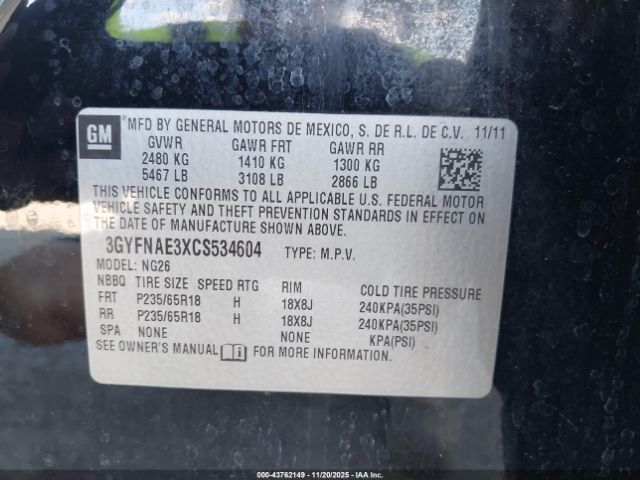 GM
MFD BY GENERAL MOTORS DE MEXICO, S. DE R.L. DE C.V. 11/11
GVWR GAWR FRT GAWR RR
2480 KG 1410 KG 1300 KG
5467 LB 3108 LB 2866 LB
THIS VEHICLE CONFORMS TO ALL APPLICABLE U.S. FEDERAL MOTOR
VEHICLE SAFETY AND THEFT PREVENTION STANDARDS IN EFFECT ON
THE DATE OF MANUFACTURE SHOWN ABOVE.
3GYFNAE3XCS534604 TYPE: M.P.V.
MODEL: NG26
NBBQ TIRE SIZE SPEED RTG RIM COLD TIRE PRESSURE
FRT P235/65R18 H 18X8J 240KPA(35PSI)
RR P235/65R18 H 18X8J 240KPA(35PSI)
SPA NONE NONE KPA(PSI)
SEE OWNER'S MANUAL FOR MORE INFORMATION.
000-43762149 - 11/20/2025 - IAAI.com